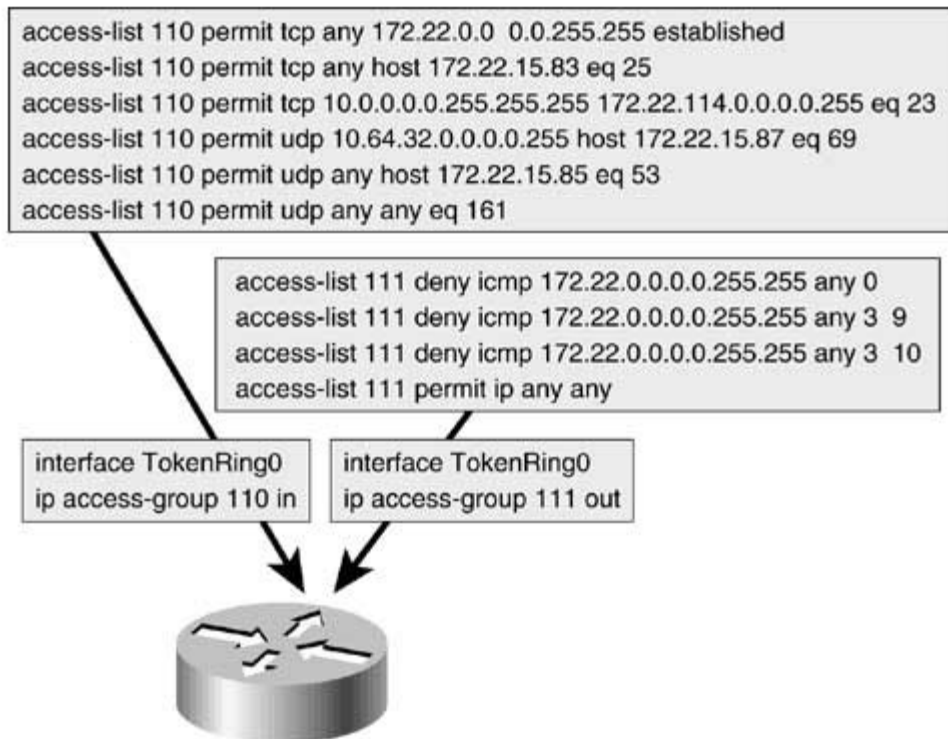 access-list 110 permit tcp any 172.22.0.0 0.0.255.255 established
access-list 110 permit tcp any host 172.22.15.83 eq 25
access-list 110 permit tcp 10.0.0.0.0.255.255.255 172.22.114.0.0.0.0.255 eq 23
access-list 110 permit udp 10.64.32.0.0.0.0.255 host 172.22.15.87 eq 69
access-list 110 permit udp any host 172.22.15.85 eq 53
access-list 110 permit udp any any eq 161
access-list 111 deny icmp 172.22.0.0.0.0.255.255 any 0
access-list 111 deny icmp 172.22.0.0.0.0.255.255 any 3 9
access-list 111 deny icmp 172.22.0.0.0.0.255.255 any 3 10
access-list 111 permit ip any any
interface TokenRing0
ip access-group 110 in
interface TokenRing0
ip access-group 111 out